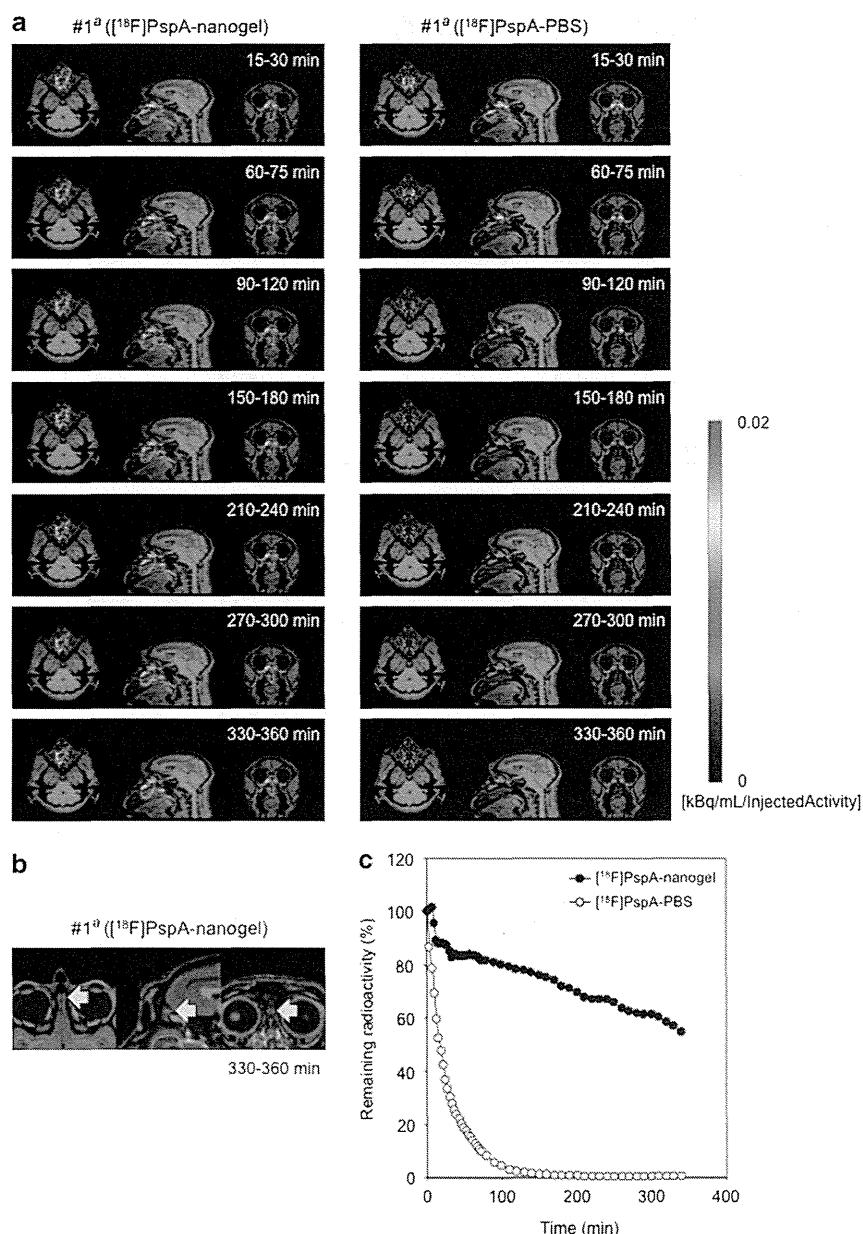 a
#1ª ([¹⁸F]PspA-nanogel)
#1ª ([¹⁸F]PspA-PBS)
15-30 min
15-30 min
60-75 min
60-75 min
90-120 min
90-120 min
150-180 min
150-180 min
210-240 min
210-240 min
270-300 min
270-300 min
330-360 min
330-360 min
0.02
0
[kBq/mL/InjectedActivity]
b
#1ª ([¹⁸F]PspA-nanogel)
330-360 min
c
[¹⁸F]PspA-nanogel
[¹⁸F]PspA-PBS
Remaining radioactivity (%)
120
100
80
60
40
20
0
0 100 200 300 400
Time (min)